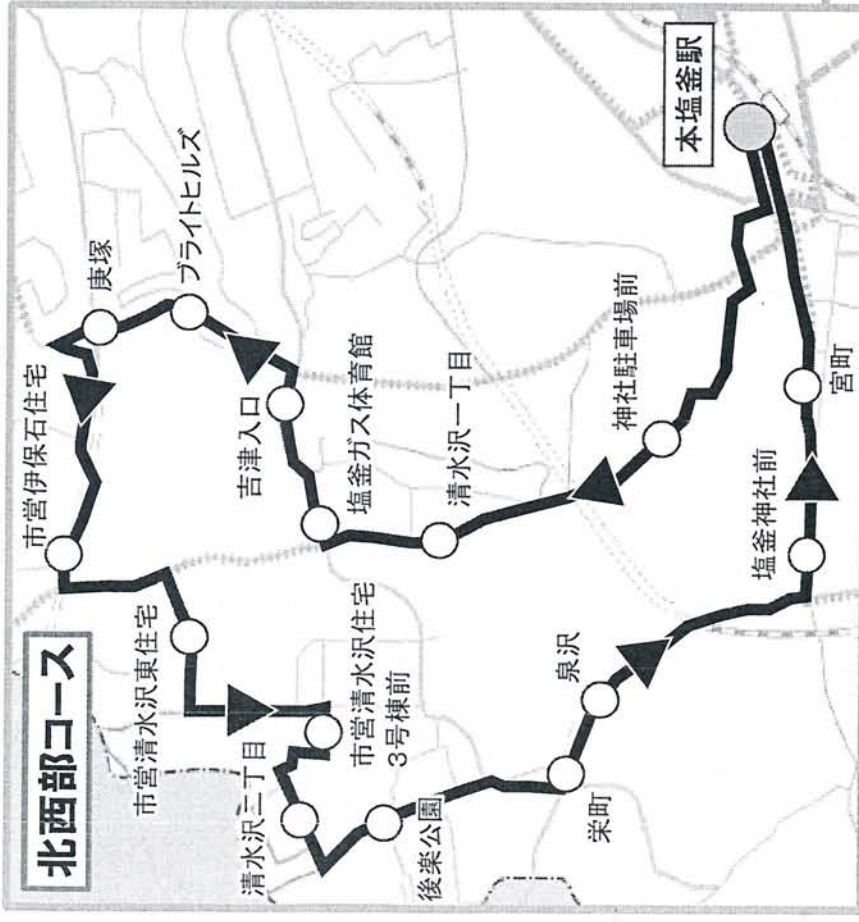 北西部コース
市営伊保石住宅
庚塚
ブライトヒルズ
市営清水沢東住宅
吉津入口
清水沢二丁目
市営清水沢住宅
3号棟前
塩釜ガス体育館
後楽公園
清水沢一丁目
栄町
泉沢
神社駐車場前
本塩釜駅
塩釜神社前
宮町